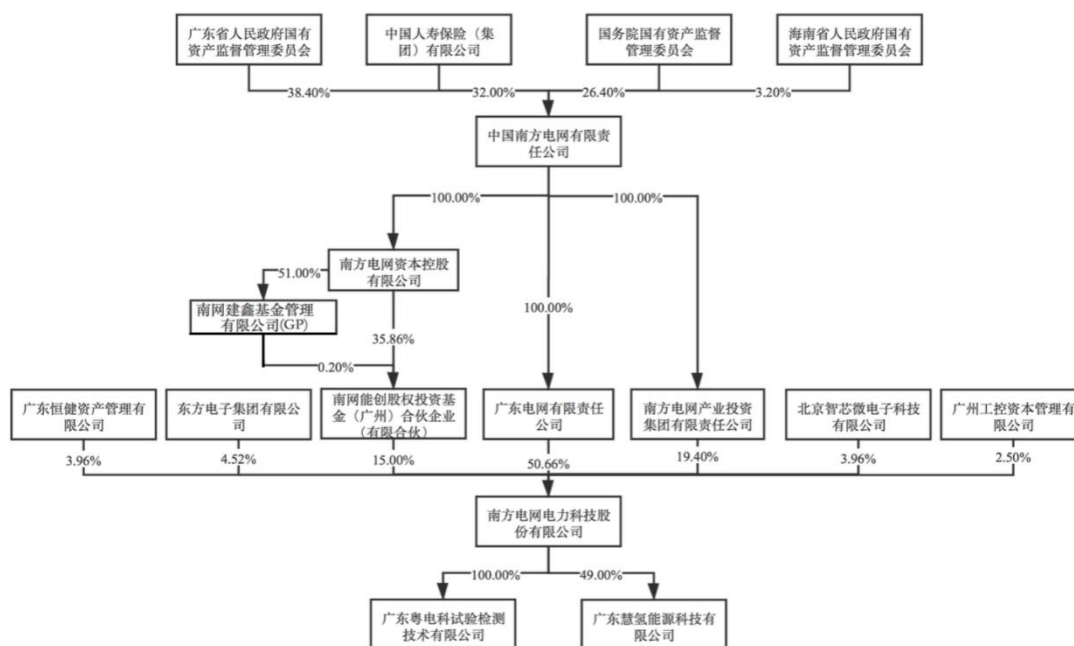 广东省人民政府国有
资产监督管理委员会
中国人寿保险（集
团）有限公司
国务院国有资产监督
管理委员会
海南省人民政府国有
资产监督管理委员会
38.40%
32.00%
26.40%
3.20%
中国南方电网有限责
任公司
100.00%
100.00%
南方电网资本控股
有限公司
51.00%
南网建鑫基金管理
有限公司(GP)
100.00%
35.86%
0.20%
广东恒健资产管理有
限公司
东方电子集团有限公
司
南网能创股权投资基
金（广州）合伙企业
（有限合伙）
广东电网有限责任
公司
南方电网产业投资
集团有限责任公司
北京智芯微电子科技
有限公司
广州工控资本管理有
限公司
3.96%
4.52%
15.00%
50.66%
19.40%
3.96%
2.50%
南方电网电力科技股
份有限公司
100.00%
49.00%
广东粤电科试验检测
技术有限公司
广东慧氢能源科技有
限公司